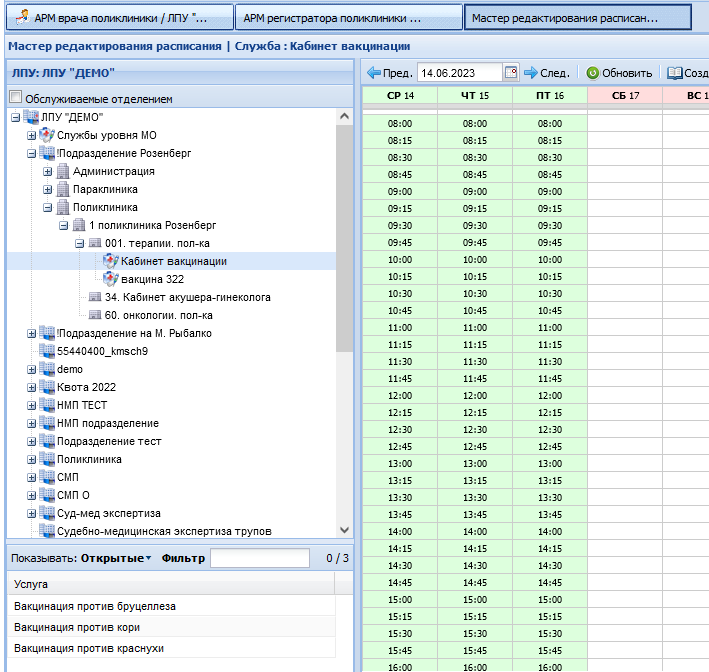 АРМ врача поликлиники / ЛПУ "...
АРМ регистратора поликлиники ...
Мастер редактирования расписан...
Мастер редактирования расписания | Служба : Кабинет вакцинации
ЛПУ: ЛПУ "ДЕМО"
Обслуживаемые отделением
ЛПУ "ДЕМО"
Службы уровня МО
!Подразделение Розенберг
Администрация
Параклиника
Поликлиника
1 поликлиника Розенберг
001. терапии. пол-ка
Кабинет вакцинации
вакцина 322
34. Кабинет акушера-гинеколога
60. онкологии. пол-ка
!Подразделение на М. Рыбалко
55440400_kmsch9
demo
Квота 2022
НМП ТЕСТ
НМП подразделение
Подразделение тест
Поликлиника
СМП
СМП О
Суд-мед экспертиза
Судебно-медицинская экспертиза трупов
Показывать: Открытые Фильтр 0 / 3
Услуга
Вакцинация против бруцеллеза
Вакцинация против кори
Вакцинация против краснухи
Пред. 14.06.2023 След. Обновить Созд
СР 14 ЧТ 15 ПТ 16 СБ 17 ВС 1
08:00 08:00 08:00
08:15 08:15 08:15
08:30 08:30 08:30
08:45 08:45 08:45
09:00 09:00 09:00
09:15 09:15 09:15
09:30 09:30 09:30
09:45 09:45 09:45
10:00 10:00 10:00
10:15 10:15 10:15
10:30 10:30 10:30
10:45 10:45 10:45
11:00 11:00 11:00
11:15 11:15 11:15
11:30 11:30 11:30
11:45 11:45 11:45
12:00 12:00 12:00
12:15 12:15 12:15
12:30 12:30 12:30
12:45 12:45 12:45
13:00 13:00 13:00
13:15 13:15 13:15
13:30 13:30 13:30
13:45 13:45 13:45
14:00 14:00 14:00
14:15 14:15 14:15
14:30 14:30 14:30
14:45 14:45 14:45
15:00 15:00 15:00
15:15 15:15 15:15
15:30 15:30 15:30
15:45 15:45 15:45
16:00 16:00 16:00